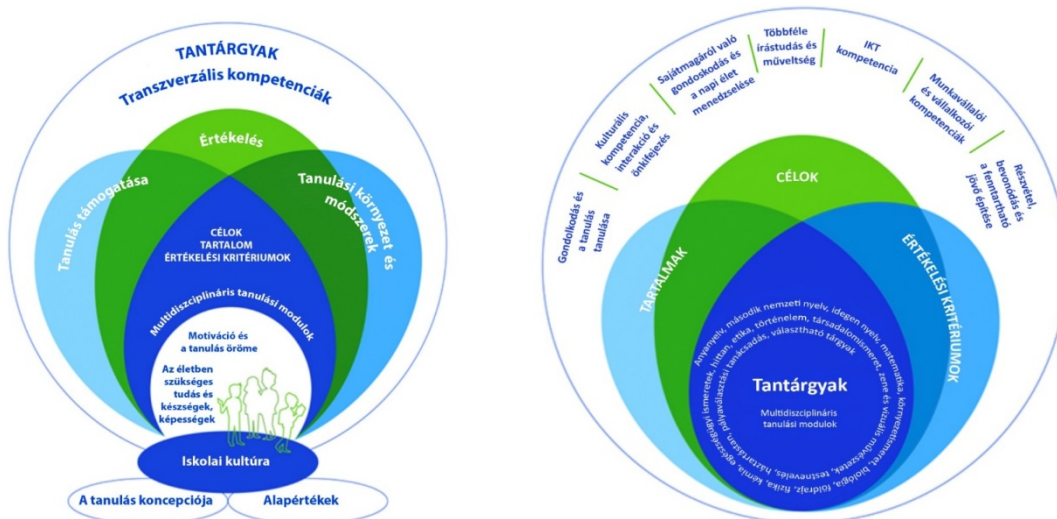 TANTÁRGYAK
Transzverzális kompetenciák
Értékelés
Tanulás támogatása
Tanulási környezet és
módszerek
CÉLOK
TARTALOM
ÉRTÉKELÉSI KRITÉRIUMOK
Multidiszciplináris tanulási modulok
Motiváció és
a tanulás öröme
Az életben
szükséges
tudás és
készségek,
képességek
Iskolai kultúra
A tanulás koncepciója
Alapértékek
Gondolkodás és
a tanulás
tanulása
Kulturális
kompetencia,
interakció és
önkifejezés
Sajátmagáról való
gondoskodás és
a napi élet
menedzselése
Többféle
írástudás és
műveltség
IKT
kompetencia
Munkavállalói
és vállalkozói
kompetenciák
Részvétel,
bevonódás és
a fenntartható
jövő építése
CÉLOK
TARTALMAK
ÉRTÉKELÉSI KRITÉRIUMOK
Anyanyelv, második nemzeti nyelv, idegen nyelv, matematika, környezetismeret, biológia, földrajz, fizika, kémia, egészségügyi ismeretek, hittan, etika, történelem, társadalomismeret, zene és vizuális művészetek, testnevelés, háztartástan, pályaválasztási tanácsadás, választható tárgyak
Tantárgyak
Multidiszciplináris
tanulási modulok